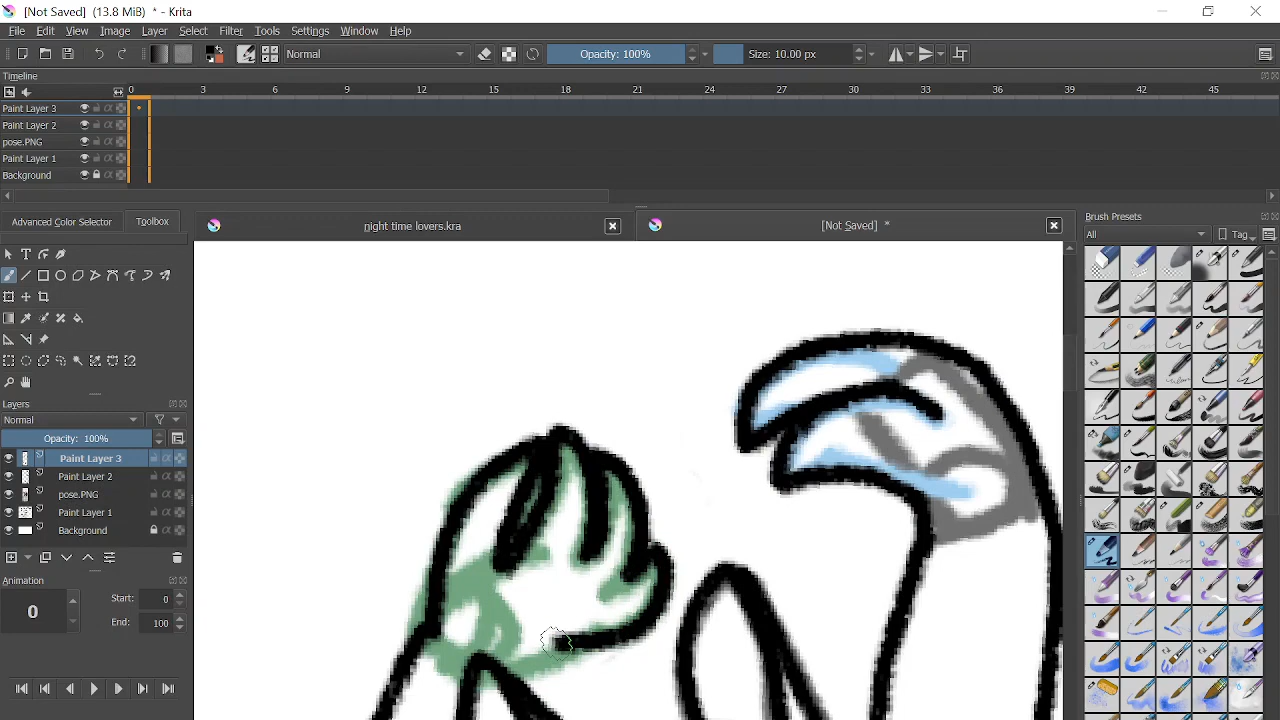 [Not Saved] (13.8 MiB) * - Krita
File Edit View Image Layer Select Filter Tools Settings Window Help
Normal Opacity: 100% Size: 10.00 px
Timeline
0 3 6 9 12 15 18 21 24 27 30 33 36 39 42 45
Paint Layer 3
Paint Layer 2
pose.PNG
Paint Layer 1
Background
Advanced Color Selector Toolbox
night time lovers.kra [Not Saved] *
Brush Presets
All Tag
Layers
Normal
Opacity: 100%
Paint Layer 3
Paint Layer 2
pose.PNG
Paint Layer 1
Background
Animation
0 Start: 0
End: 100